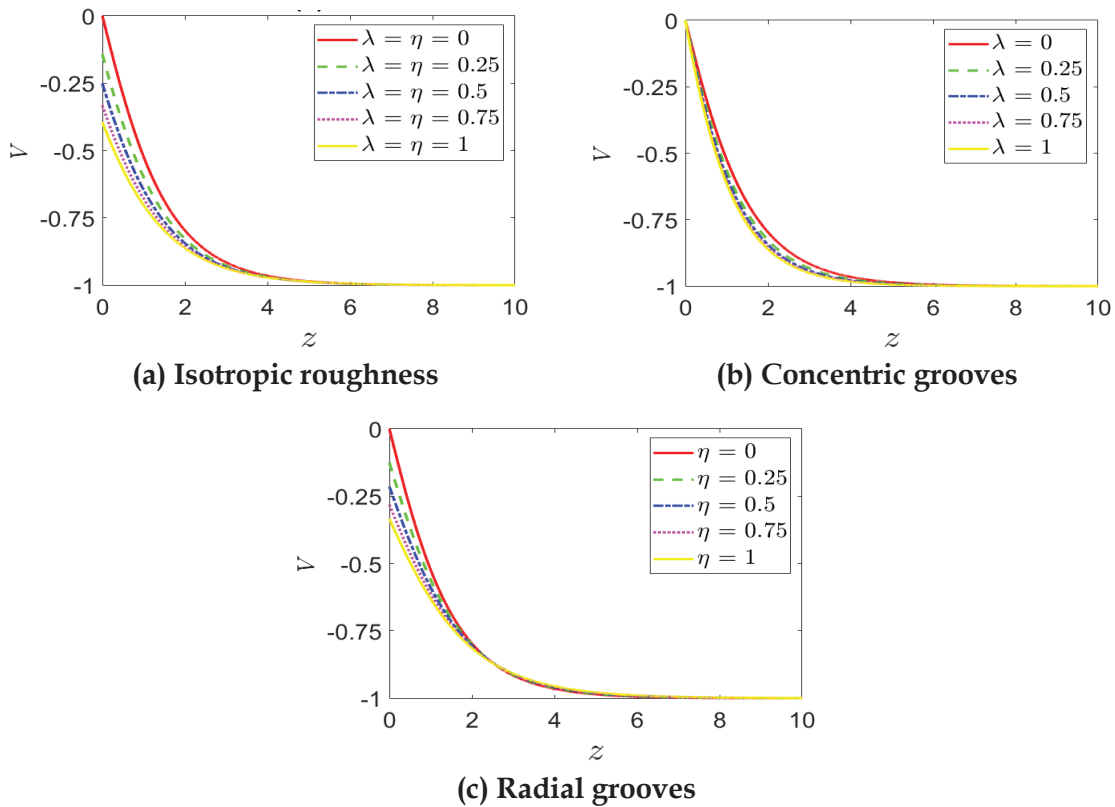 0
-0.25
-0.5
-0.75
-1
V
0 2 4 6 8 10
z
λ = η = 0
λ = η = 0.25
λ = η = 0.5
λ = η = 0.75
λ = η = 1
(a) Isotropic roughness
0
-0.25
-0.5
-0.75
-1
V
0 2 4 6 8 10
z
λ = 0
λ = 0.25
λ = 0.5
λ = 0.75
λ = 1
(b) Concentric grooves
0
-0.25
-0.5
-0.75
-1
V
0 2 4 6 8 10
z
η = 0
η = 0.25
η = 0.5
η = 0.75
η = 1
(c) Radial grooves